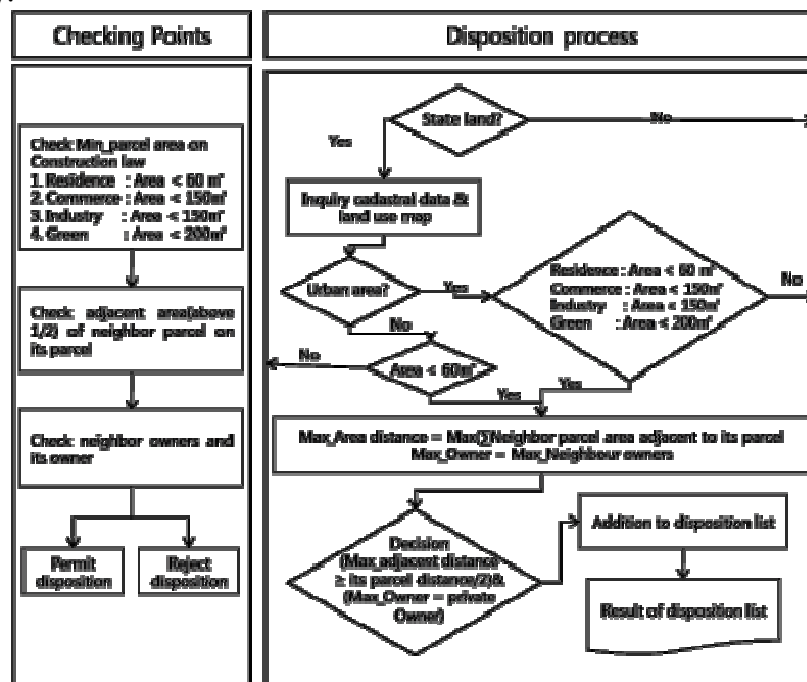 Checking Points
Disposition process
Check: Min_parcel area on
Construction law
1. Residence : Area < 60 m²
2. Commerce : Area < 150m²
3. Industry : Area < 150m²
4. Green : Area < 200m²
Check: adjacent area(above
1/2) of neighbor parcel on
its parcel
Check: neighbor owners and
its owner
Permit
disposition
Reject
disposition
State land?
No
Yes
Inquiry cadastral data &
land use map
Urban area?
Yes
Residence : Area < 60 m²
Commerce : Area < 150m²
Industry : Area < 150m²
Green : Area < 200m²
No
No
No
Area < 60m²
Yes
Yes
Max_Area distance = Max(∑Neighbor parcel area adjacent to its parcel
Max_Owner = Max_Neighbour owners
Decision
(Max_adjacent distance
≥ its parcel distance/2)&
(Max_Owner = private
Owner)
Addition to disposition list
Result of disposition list